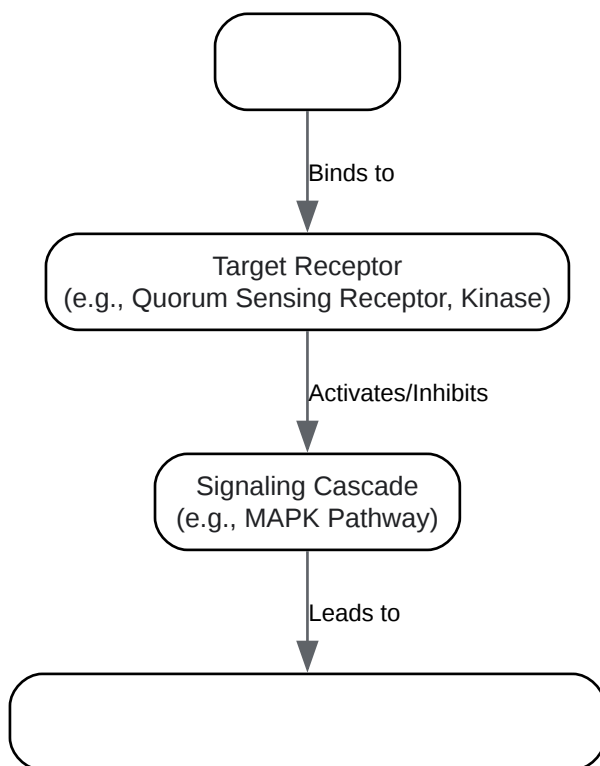 Binds to
Target Receptor
(e.g., Quorum Sensing Receptor, Kinase)
Activates/Inhibits
Signaling Cascade
(e.g., MAPK Pathway)
Leads to